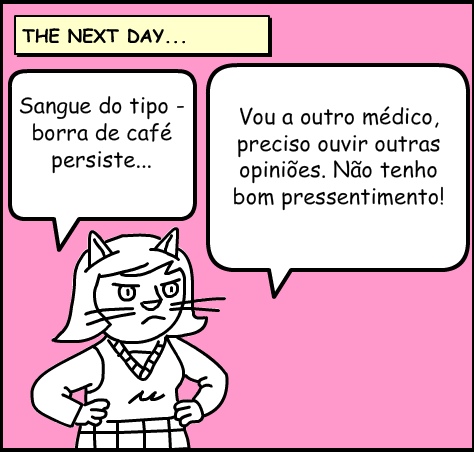 THE NEXT DAY...
Sangue do tipo -
borra de café
persiste...
Vou a outro médico,
preciso ouvir outras
opiniões. Não tenho
bom pressentimento!